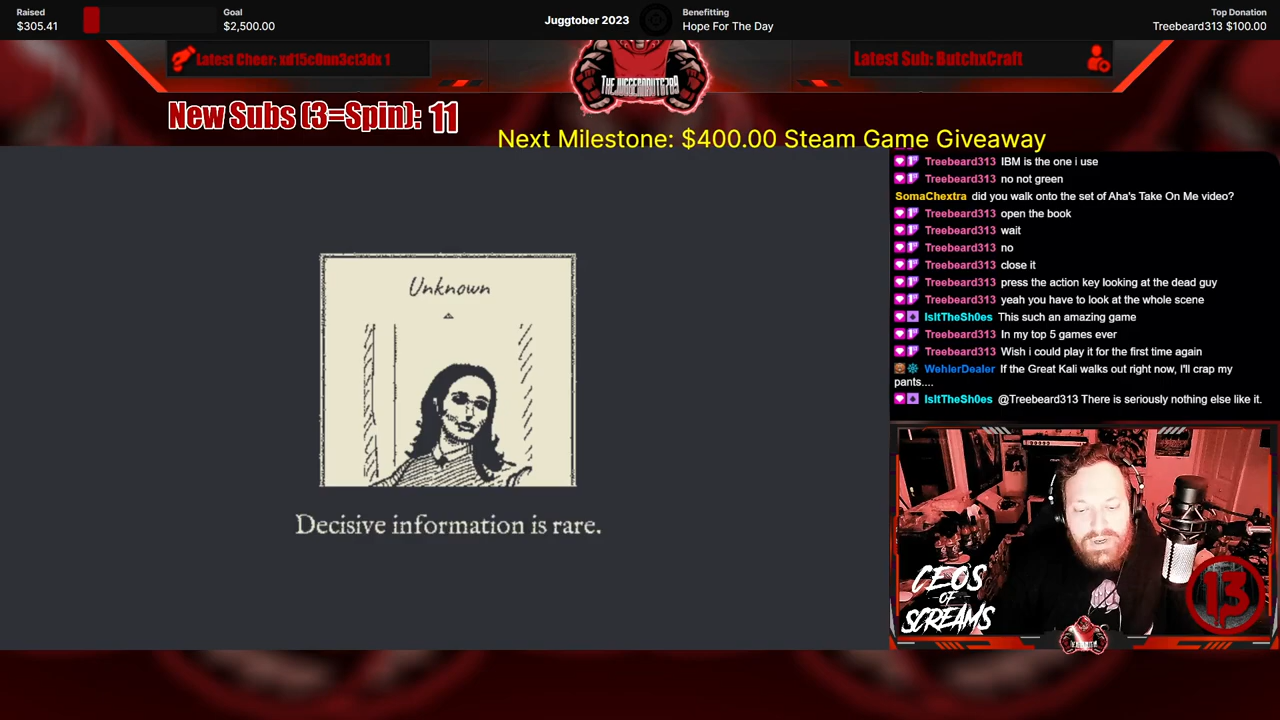 Raised
$305.41
Goal
$2,500.00
Juggtober 2023
Benefitting
Hope For The Day
Top Donation
Treebeard313 $100.00
Latest Cheer: xd15c0nn3ct3dx 1
THEJUGGERNAUT6789
Latest Sub: ButchxCraft
New Subs (3=Spin): 11
Next Milestone: $400.00 Steam Game Giveaway
Treebeard313 IBM is the one i use
Treebeard313 no not green
SomaChextra did you walk onto the set of Aha's Take On Me video?
Treebeard313 open the book
Treebeard313 wait
Treebeard313 no
Treebeard313 close it
Treebeard313 press the action key looking at the dead guy
Treebeard313 yeah you have to look at the whole scene
IsItTheSh0es This such an amazing game
Treebeard313 In my top 5 games ever
Treebeard313 Wish i could play it for the first time again
WehlerDealer If the Great Kali walks out right now, I'll crap my
pants....
IsItTheSh0es @Treebeard313 There is seriously nothing else like it.
Unknown
Decisive information is rare.
CEOS
OF
SCREAMS
13